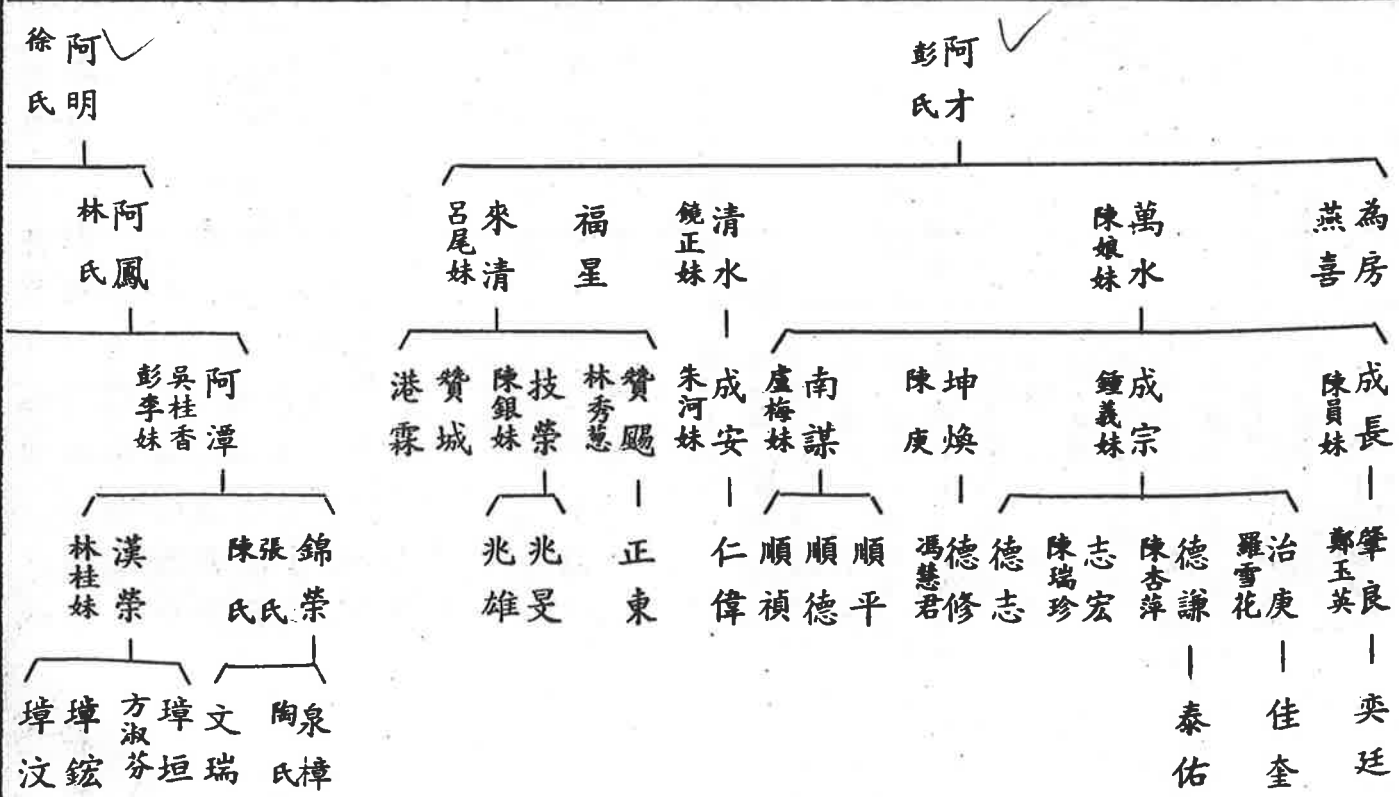 阿才
彭氏
阿明
徐氏
為房
燕喜
萬水
陳娘妹
清水
鐃正妹
福星
來清
呂尾妹
阿鳳
林氏
成長
陳員妹
成宗
鍾義妹
坤煥
陳庚
南謀
盧梅妹
成安
朱河妹
贊颺
林秀蔥
技榮
陳銀妹
贊城
港霖
阿潭
吳桂香
彭李妹
肇良
鄭玉英
治庚
羅雪花
德謙
陳杏萍
志宏
陳瑞珍
德志
德修
馮慧君
順平
順德
順禎
仁偉
正東
兆旻
兆雄
錦榮
張氏
陳氏
漢榮
林桂妹
奕廷
佳奎
泰佑
泉樟
陶氏
文瑞
璋垣
方淑芬
璋鋐
璋汶